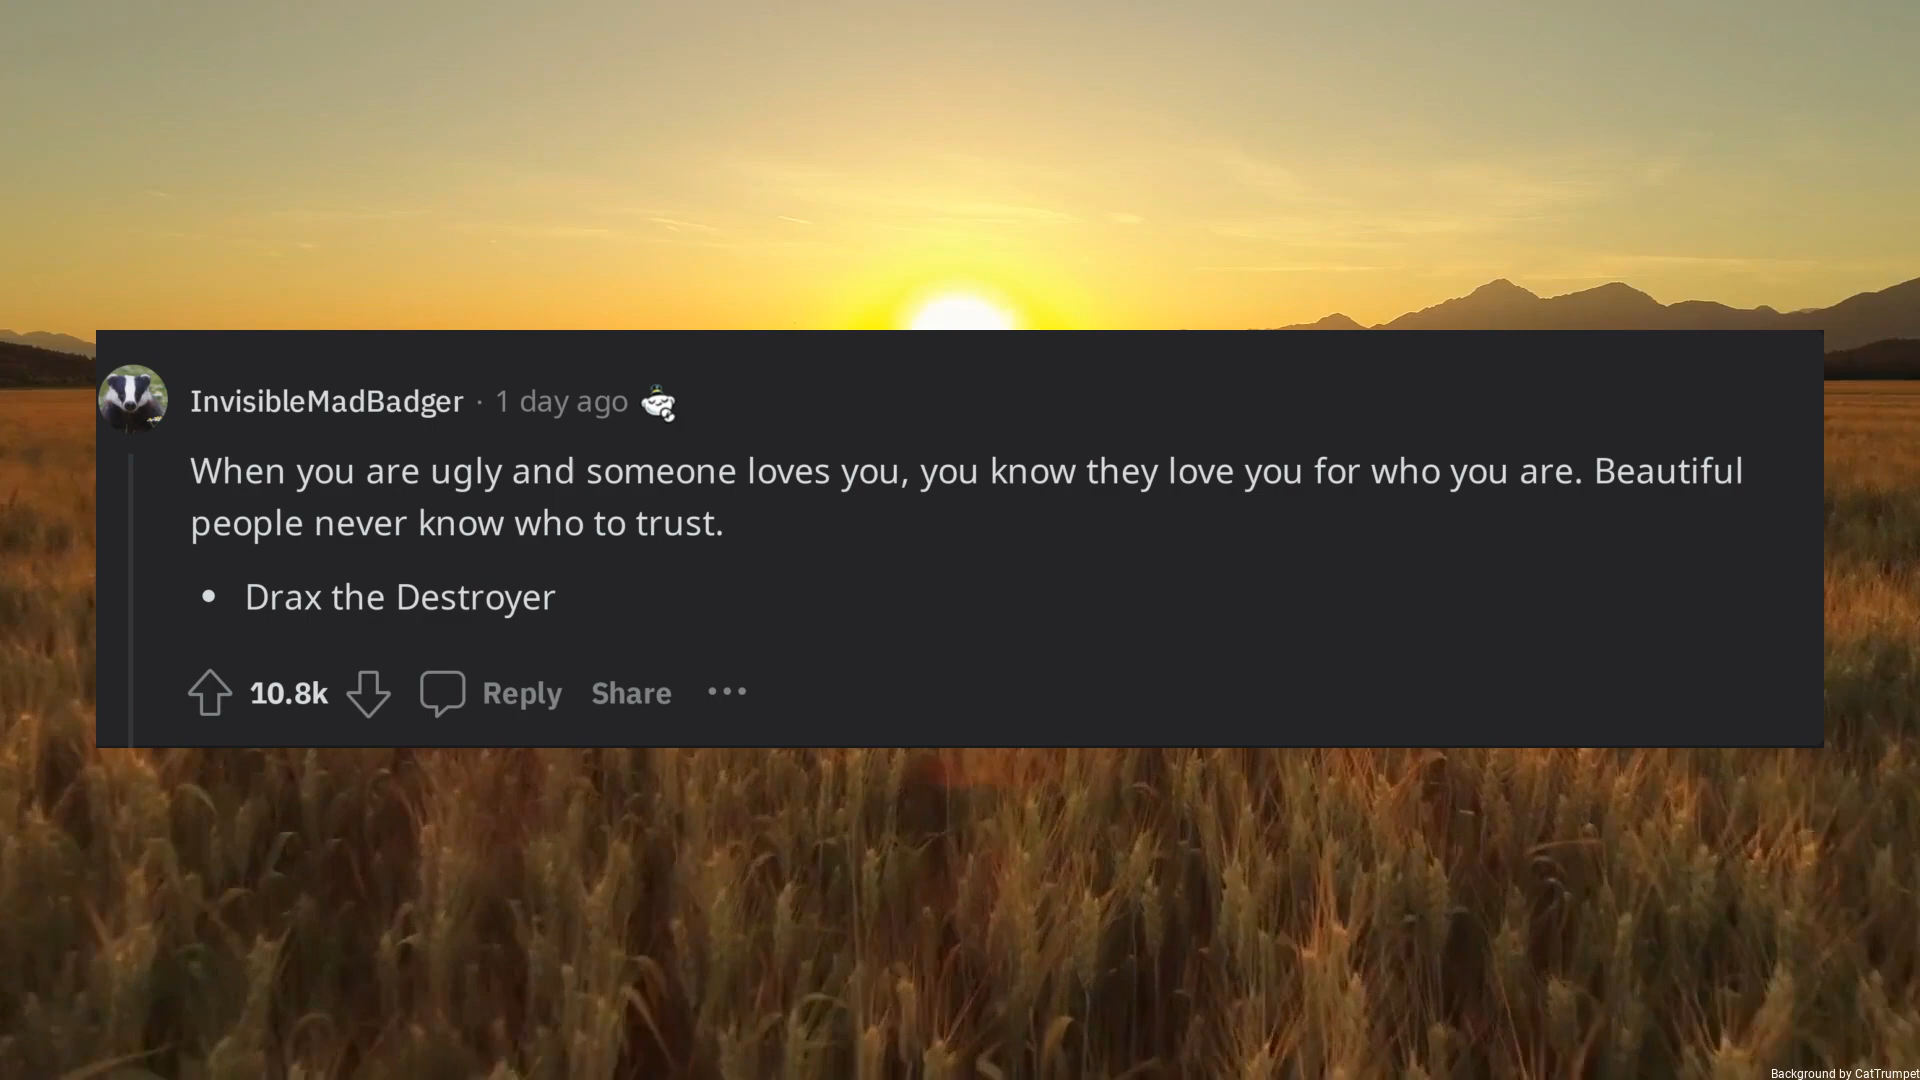 InvisibleMadBadger · 1 day ago
When you are ugly and someone loves you, you know they love you for who you are. Beautiful
people never know who to trust.
• Drax the Destroyer
10.8k Reply Share ···
Background by CatTrumpet